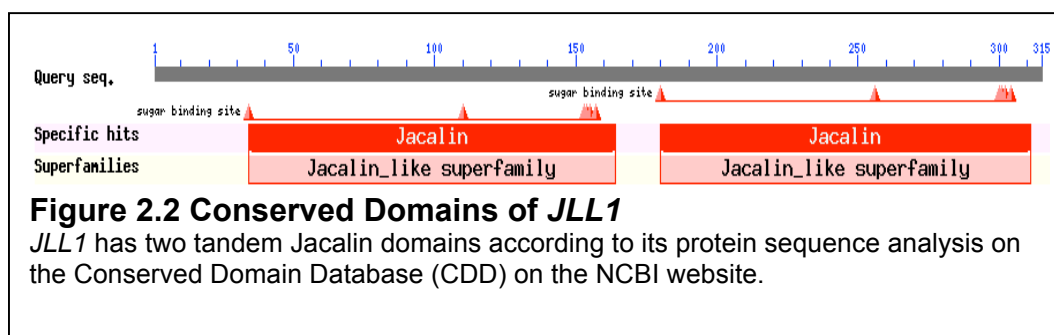 1 50 100 150 200 250 300 315
Query seq.
sugar binding site
sugar binding site
Specific hits Jacalin Jacalin
Superfamilies Jacalin_like superfamily Jacalin_like superfamily
Figure 2.2 Conserved Domains of JLL1
JLL1 has two tandem Jacalin domains according to its protein sequence analysis on
the Conserved Domain Database (CDD) on the NCBI website.